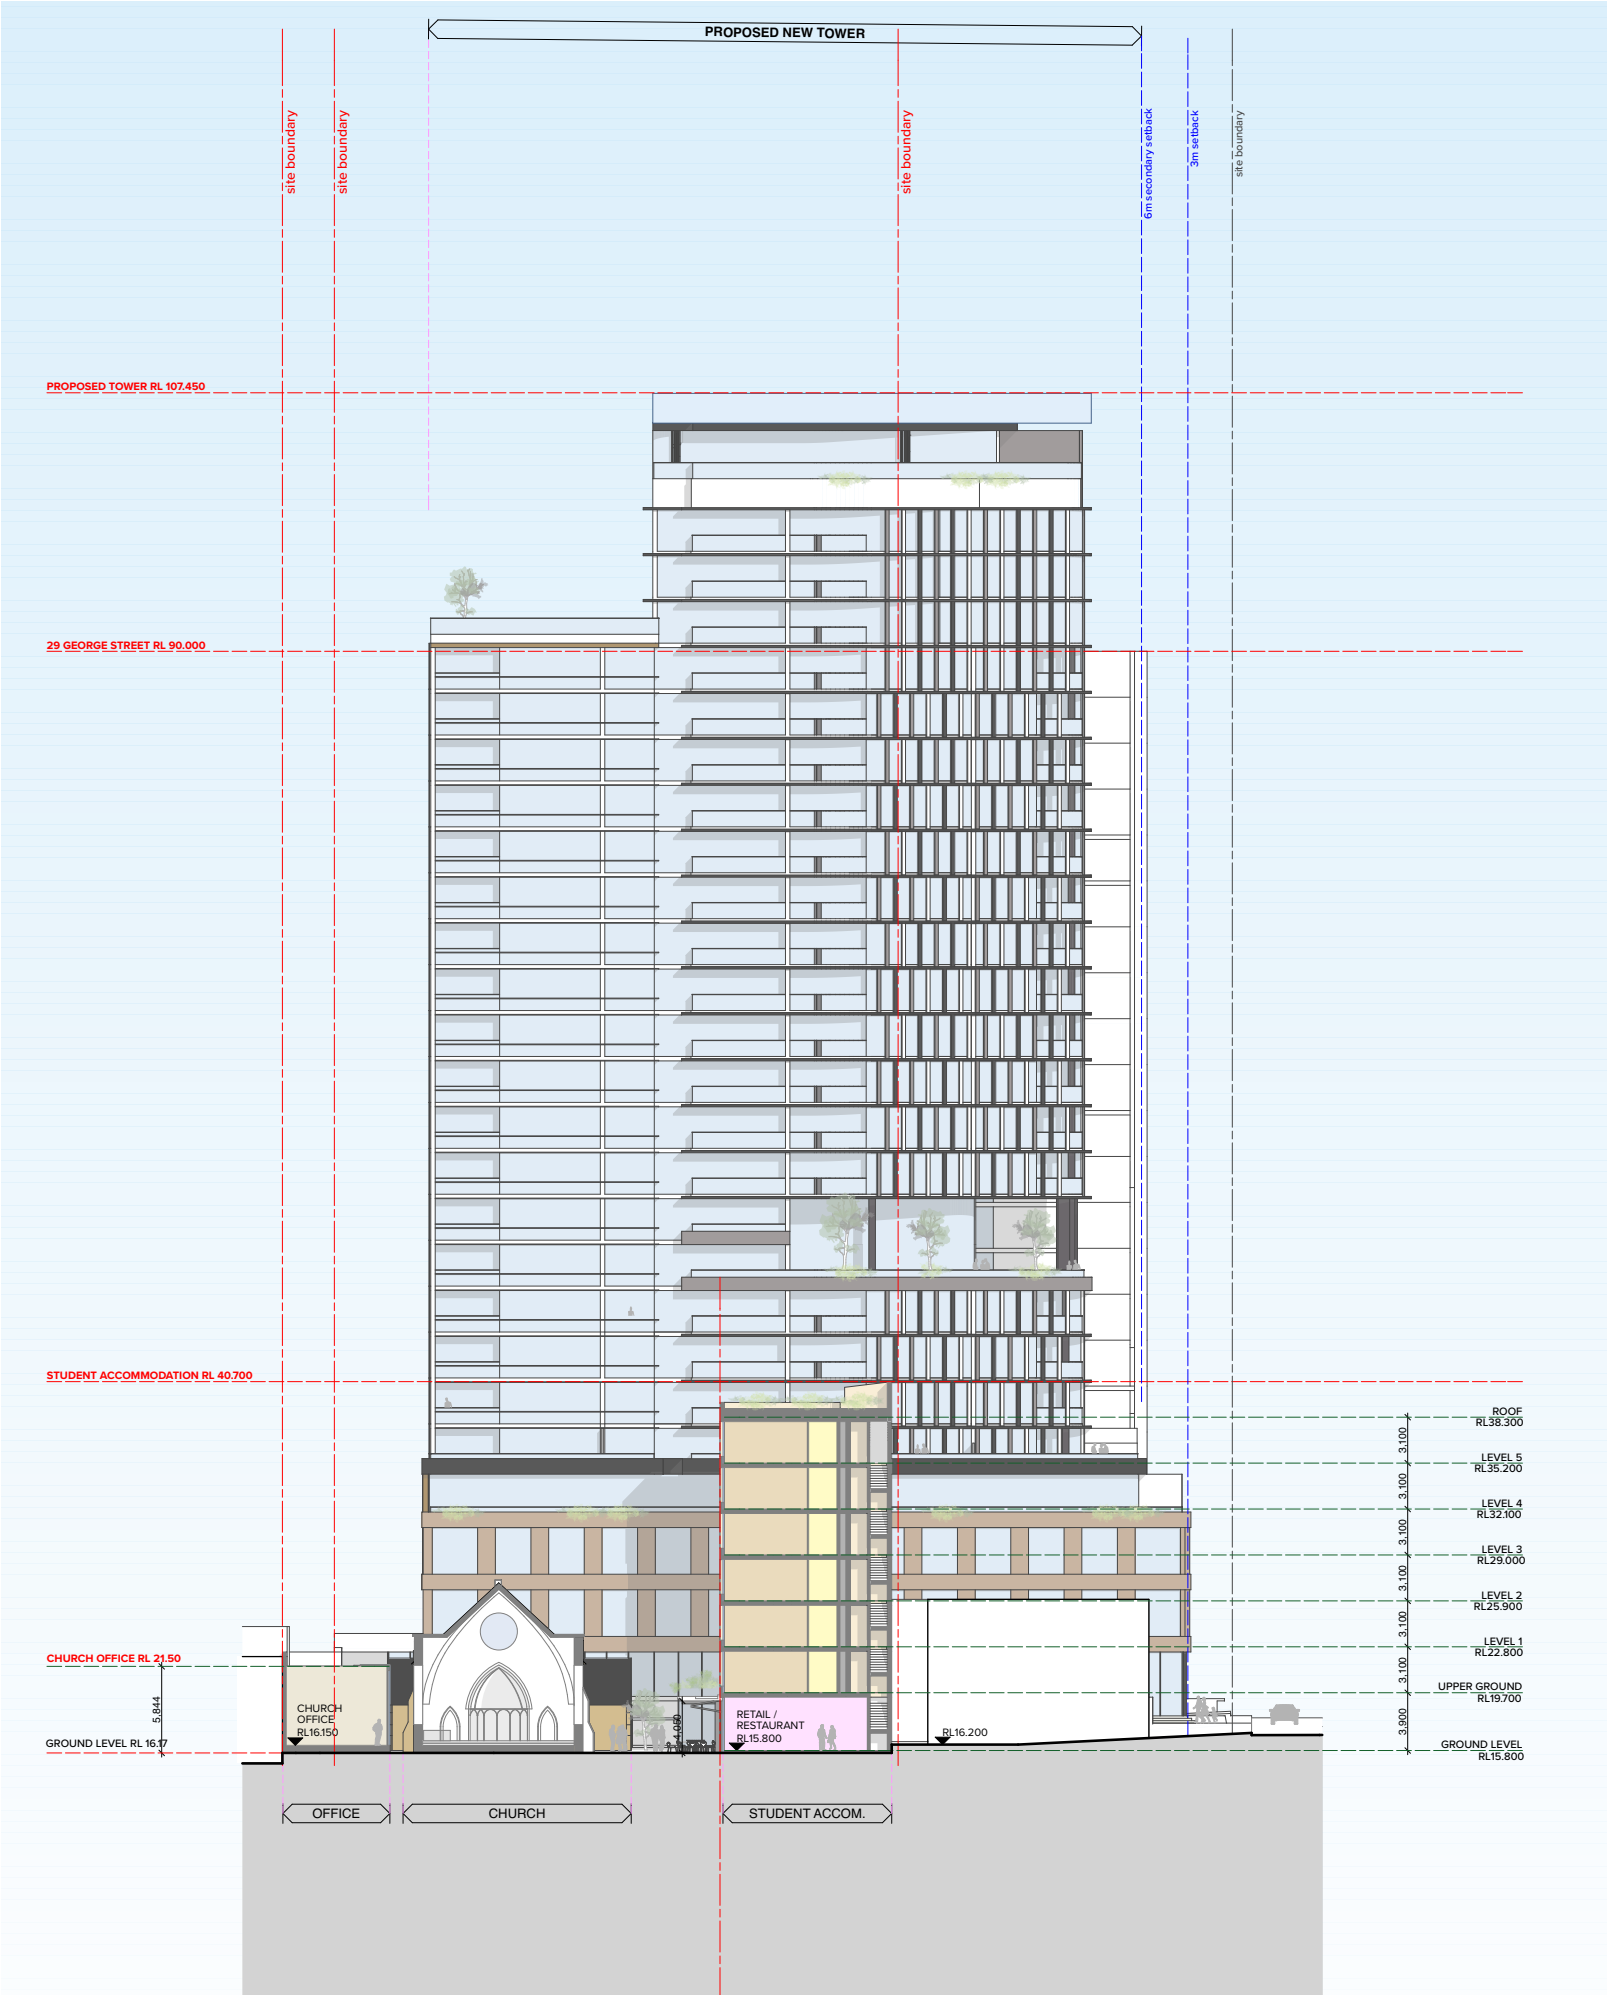 PROPOSED NEW TOWER
site boundary
site boundary
site boundary
6m secondary setback
3m setback
site boundary
PROPOSED TOWER RL 107.450
29 GEORGE STREET RL 90.000
STUDENT ACCOMMODATION RL 40.700
ROOF
RL38.300
3.100
LEVEL 5
RL35.200
3.100
LEVEL 4
RL32.100
3.100
LEVEL 3
RL29.000
3.100
LEVEL 2
RL25.900
3.100
LEVEL 1
RL22.800
3.100
UPPER GROUND
RL19.700
3.900
GROUND LEVEL
RL15.800
CHURCH OFFICE RL 21.50
5.844
GROUND LEVEL RL 16.17
CHURCH
OFFICE
RL16.150
4.050
RETAIL /
RESTAURANT
RL15.800
RL16.200
OFFICE
CHURCH
STUDENT ACCOM.